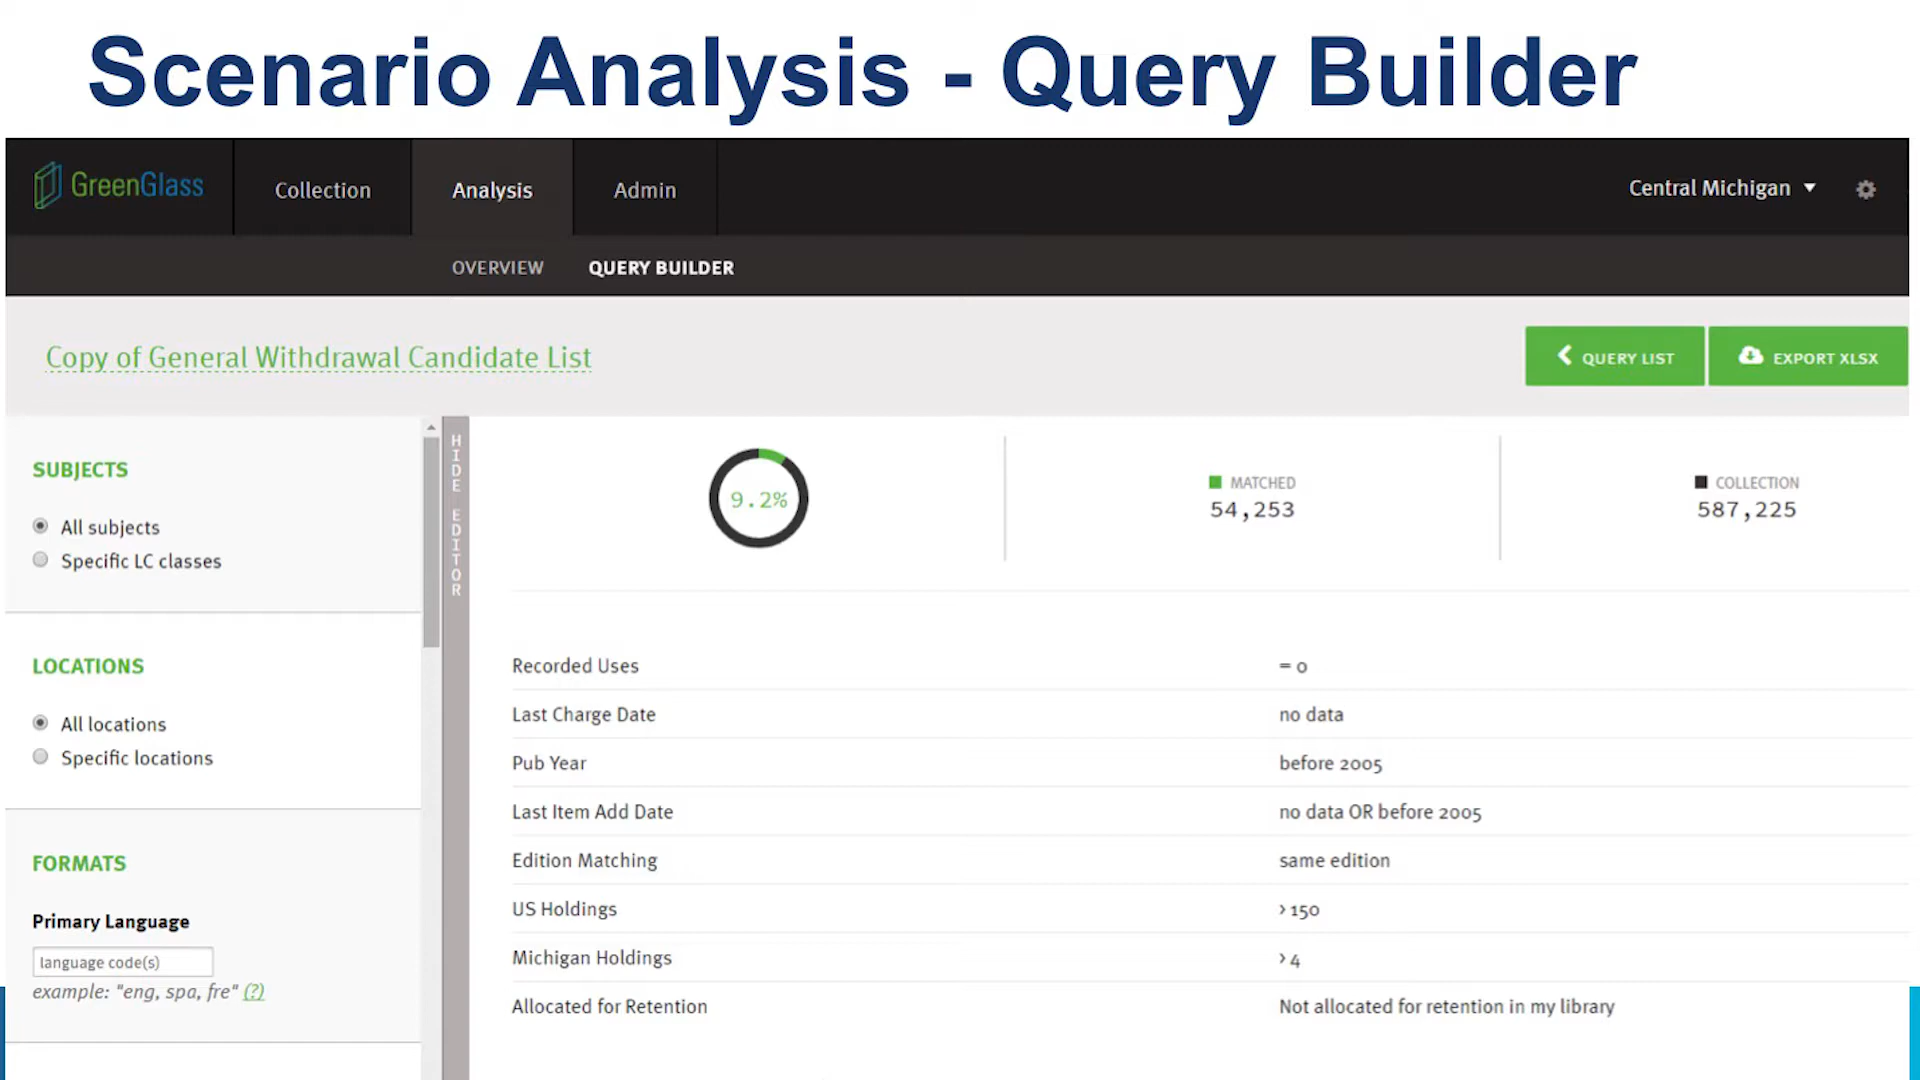 Scenario Analysis - Query Builder
GreenGlass
Collection
Analysis
Admin
Central Michigan
OVERVIEW
QUERY BUILDER
Copy of General Withdrawal Candidate List
QUERY LIST
EXPORT XLSX
SUBJECTS
All subjects
Specific LC classes
LOCATIONS
All locations
Specific locations
FORMATS
Primary Language
language code(s)
example: "eng, spa, fre" (?)
HIDE EDITOR
9.2%
MATCHED
54,253
COLLECTION
587,225
Recorded Uses = 0
Last Charge Date no data
Pub Year before 2005
Last Item Add Date no data OR before 2005
Edition Matching same edition
US Holdings > 150
Michigan Holdings > 4
Allocated for Retention Not allocated for retention in my library